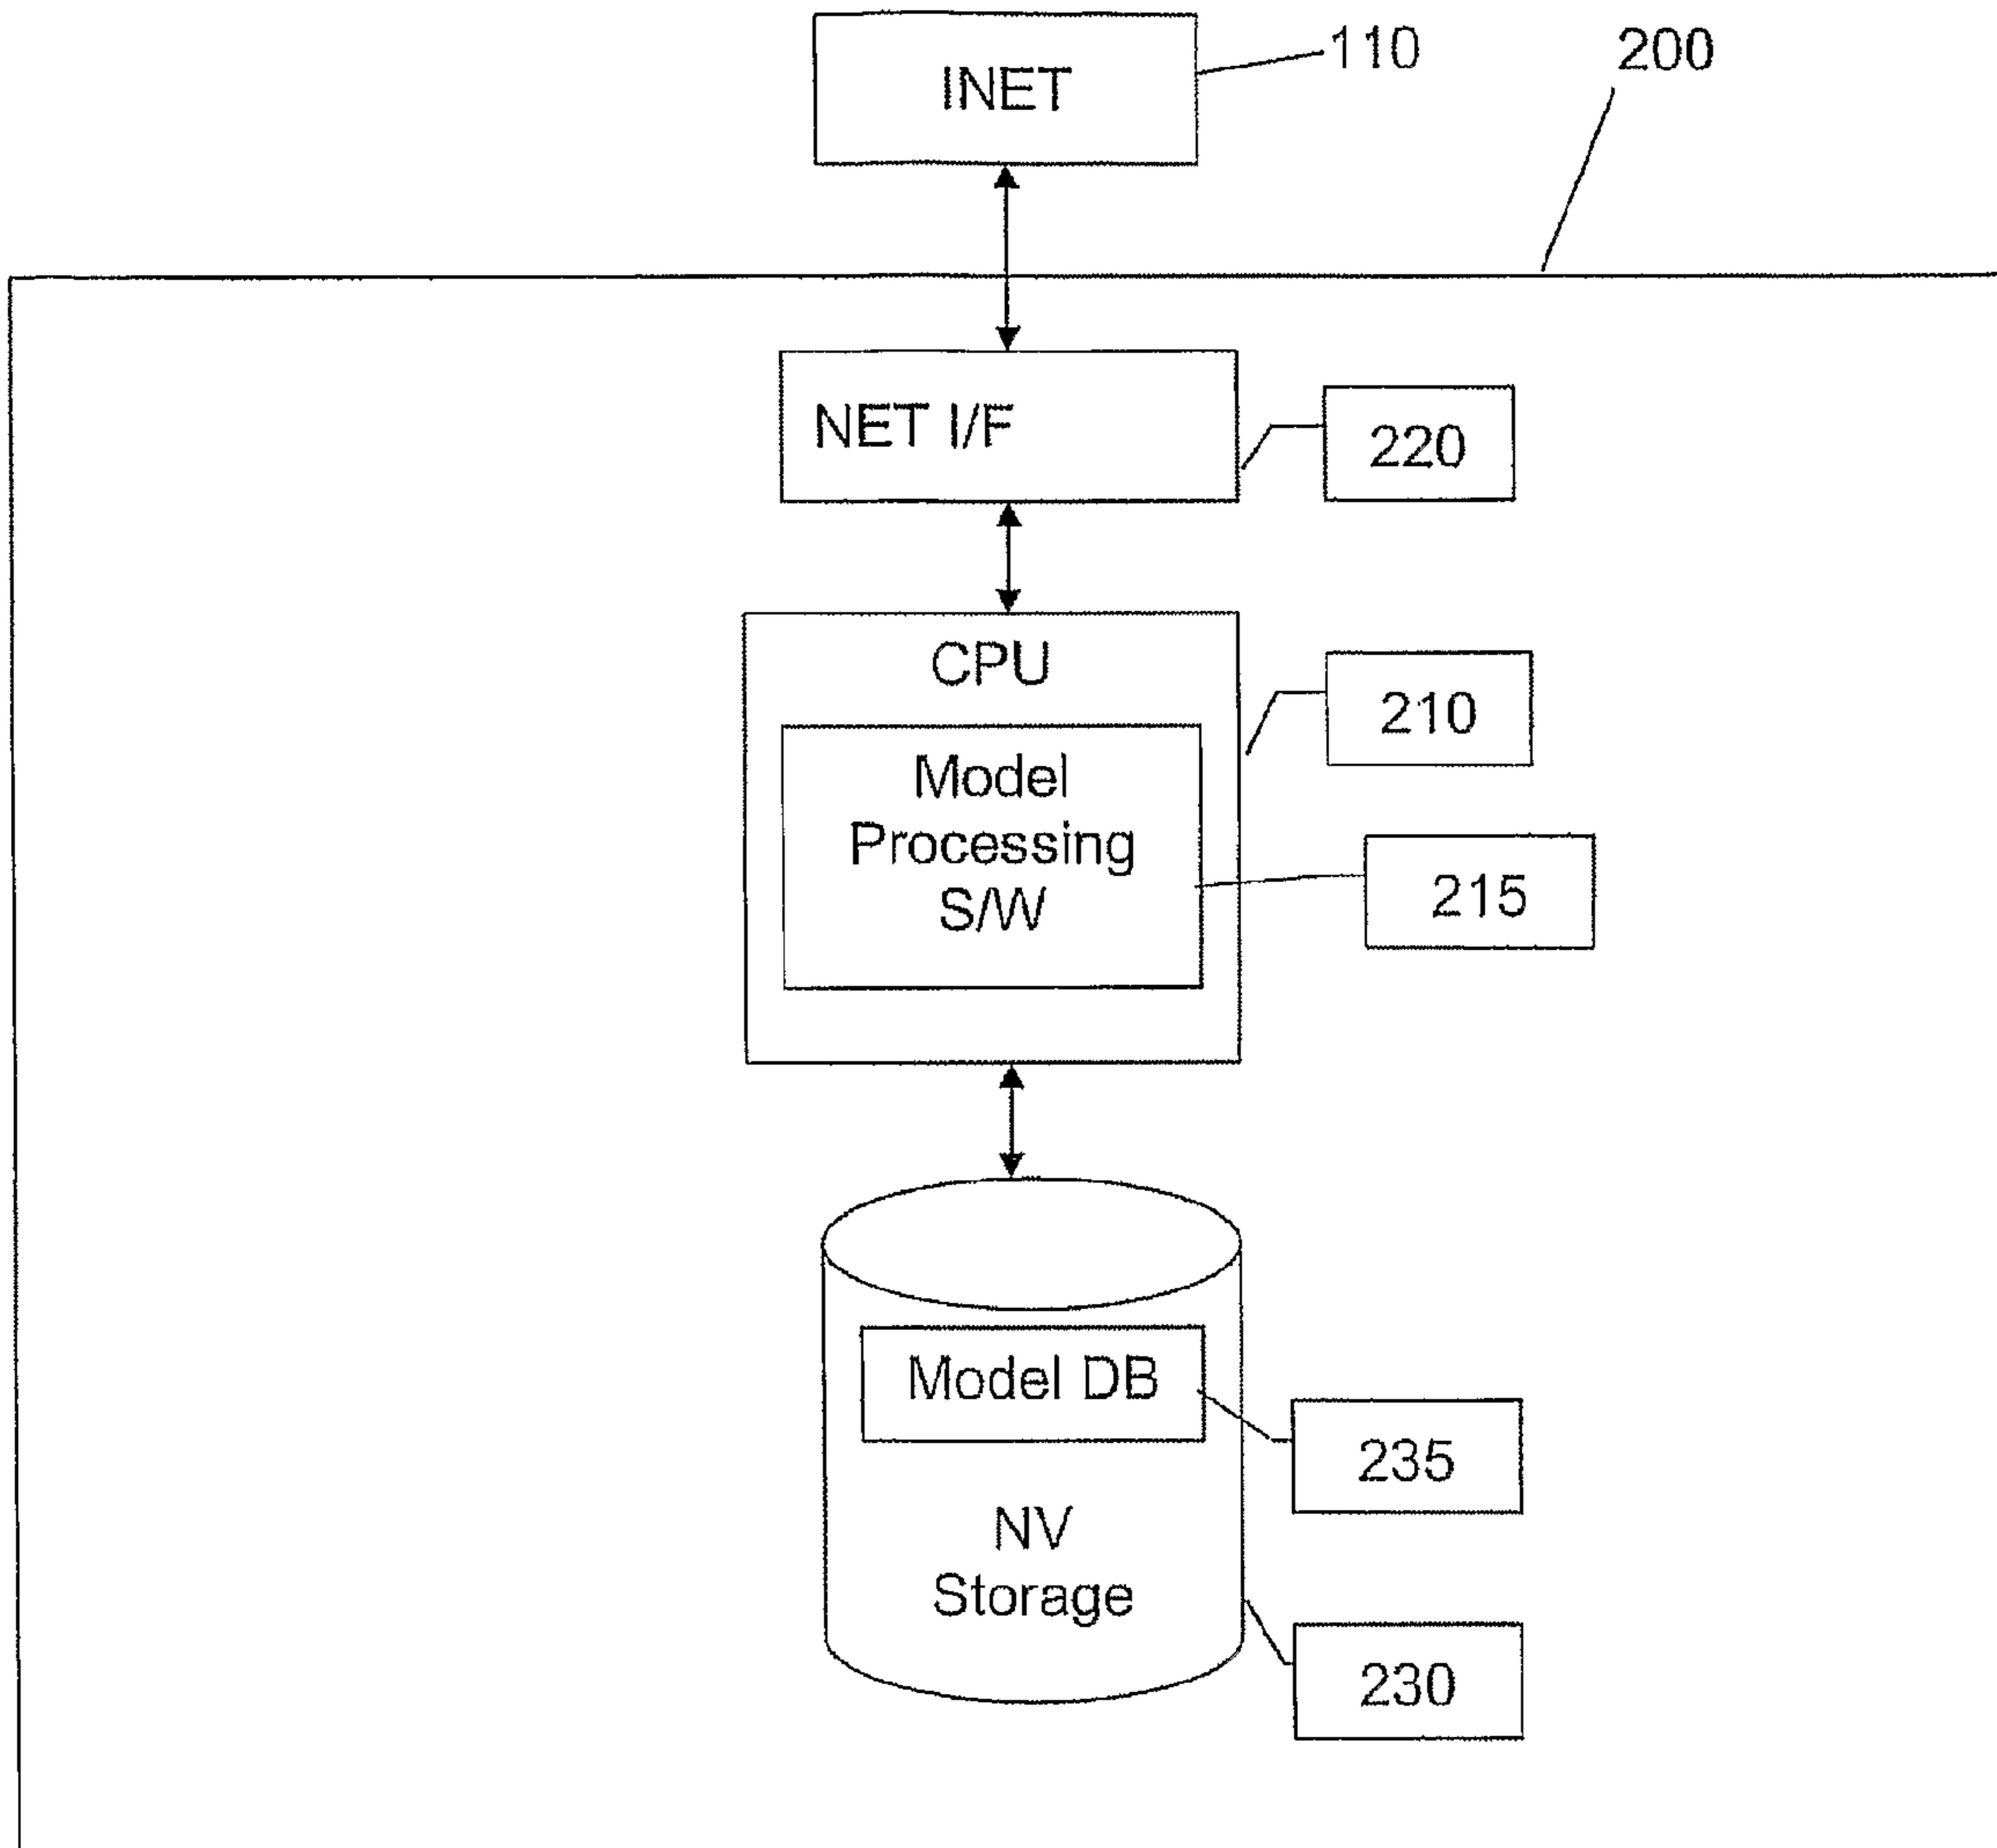 INET
110
200
NET I/F
220
CPU
210
Model
Processing
S/W
215
Model DB
235
NV
Storage
230